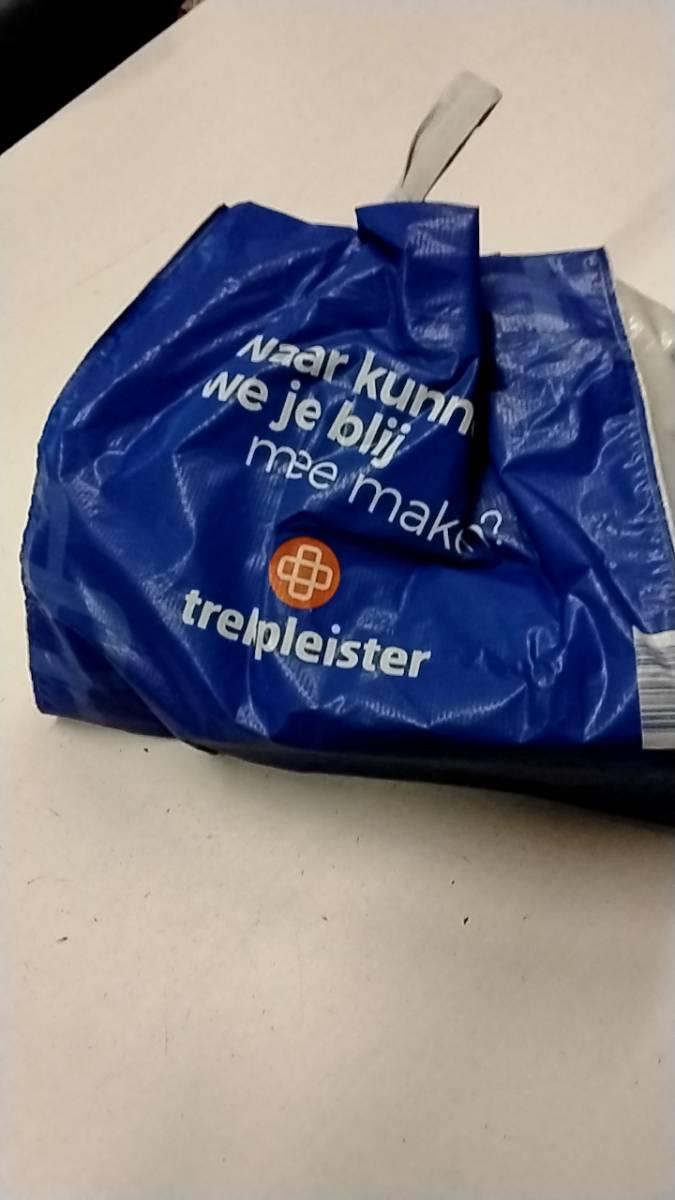 Waar kunn
we je blij
mee make?
trekpleister